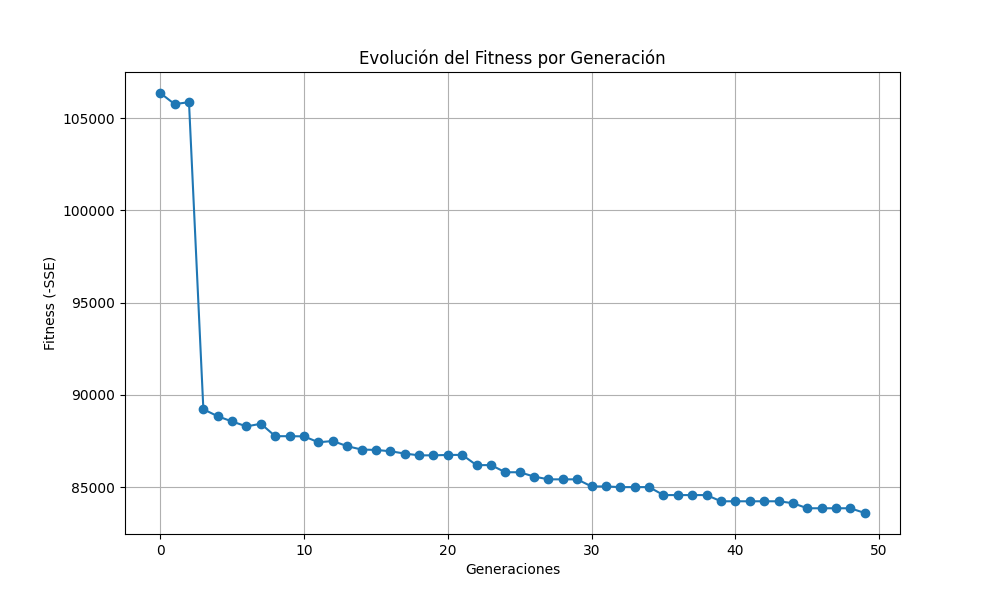 Evolución del Fitness por Generación
Fitness (-SSE)
105000
100000
95000
90000
85000
0 10 20 30 40 50
Generaciones